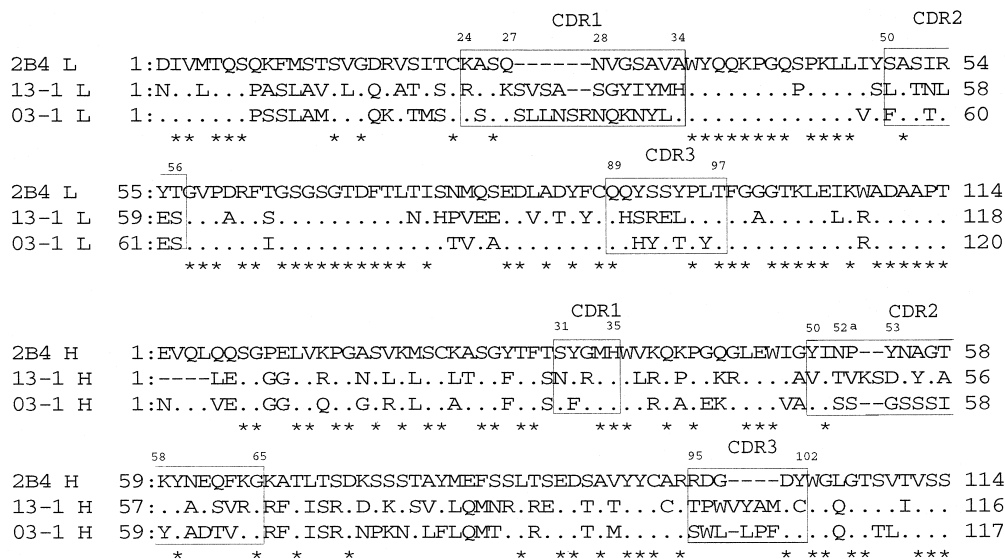 CDR1 CDR2
24 27 28 34 50
2B4 L 1:DIVMTQSQKFMSTSVGDRVSITCKASQ------NVGSAVAWYQQKPGQSPKLLIYSASIR 54
13-1 L 1:N..L...PASLAV.L.Q.AT.S.R.KSVSA--SGYIYMH.........P....SL.TNL 58
03-1 L 1:.......PSSLAM...QK.TMS..S..SLLNSRNQKNYL..............V.F..T. 60
** *** * * * * ******** ****  *
56 CDR3
89 97
2B4 L 55:YTGVPDRFTGSGSGTDFTLTISNMQSEDLADYFCQQYSSYPLTFGGGTKLEIKWADAAPT 114
13-1 L 59:ES...A..S...........N.HPVEE..V.T.Y.QHSREL....A....L.R....... 118
03-1 L 61:ES......I............TV.A..........HY.T.Y..........R...... 120
*** ** ********** * ** * * ** * *** **** * ******
CDR1 CDR2
31 35 50 52a 53
2B4 H 1:EVQLQQSGPELVKPGASVKMSCKASGYTFTSYGMHWVKQKPGQGLEWIGYINP--YNAGT 58
13-1 H 1:----LE..GG..R..N.L.L..LT..F..SN.R...LR.P..KR....AV.TVKSD.Y.A 56
03-1 H 1:N...VE..GG..Q..G.R.L..A...F..S.F....R.A.EK....VA..SS--GSSSI 58
** ** ** * * * ** ** *** *** *
58 65 CDR3
95 102
2B4 H 59:KYNEQFKGKATLTSDKSSSTAYMEFSSLTSEDSAVYYCARRDG----DYWGLGTSVTVSS 114
13-1 H 57:.A.SVR.RF.ISR.D.K.SV.LQMNR.RE..T.T...C.TPWVYAM.C..Q....I.. 116
03-1 H 59:Y.ADTV..RF.ISRNPKN.LFLQMT..R..T.M.....SWL-LPF....Q..TL.... 117
* * * * * ** * *** * * ** ** ***